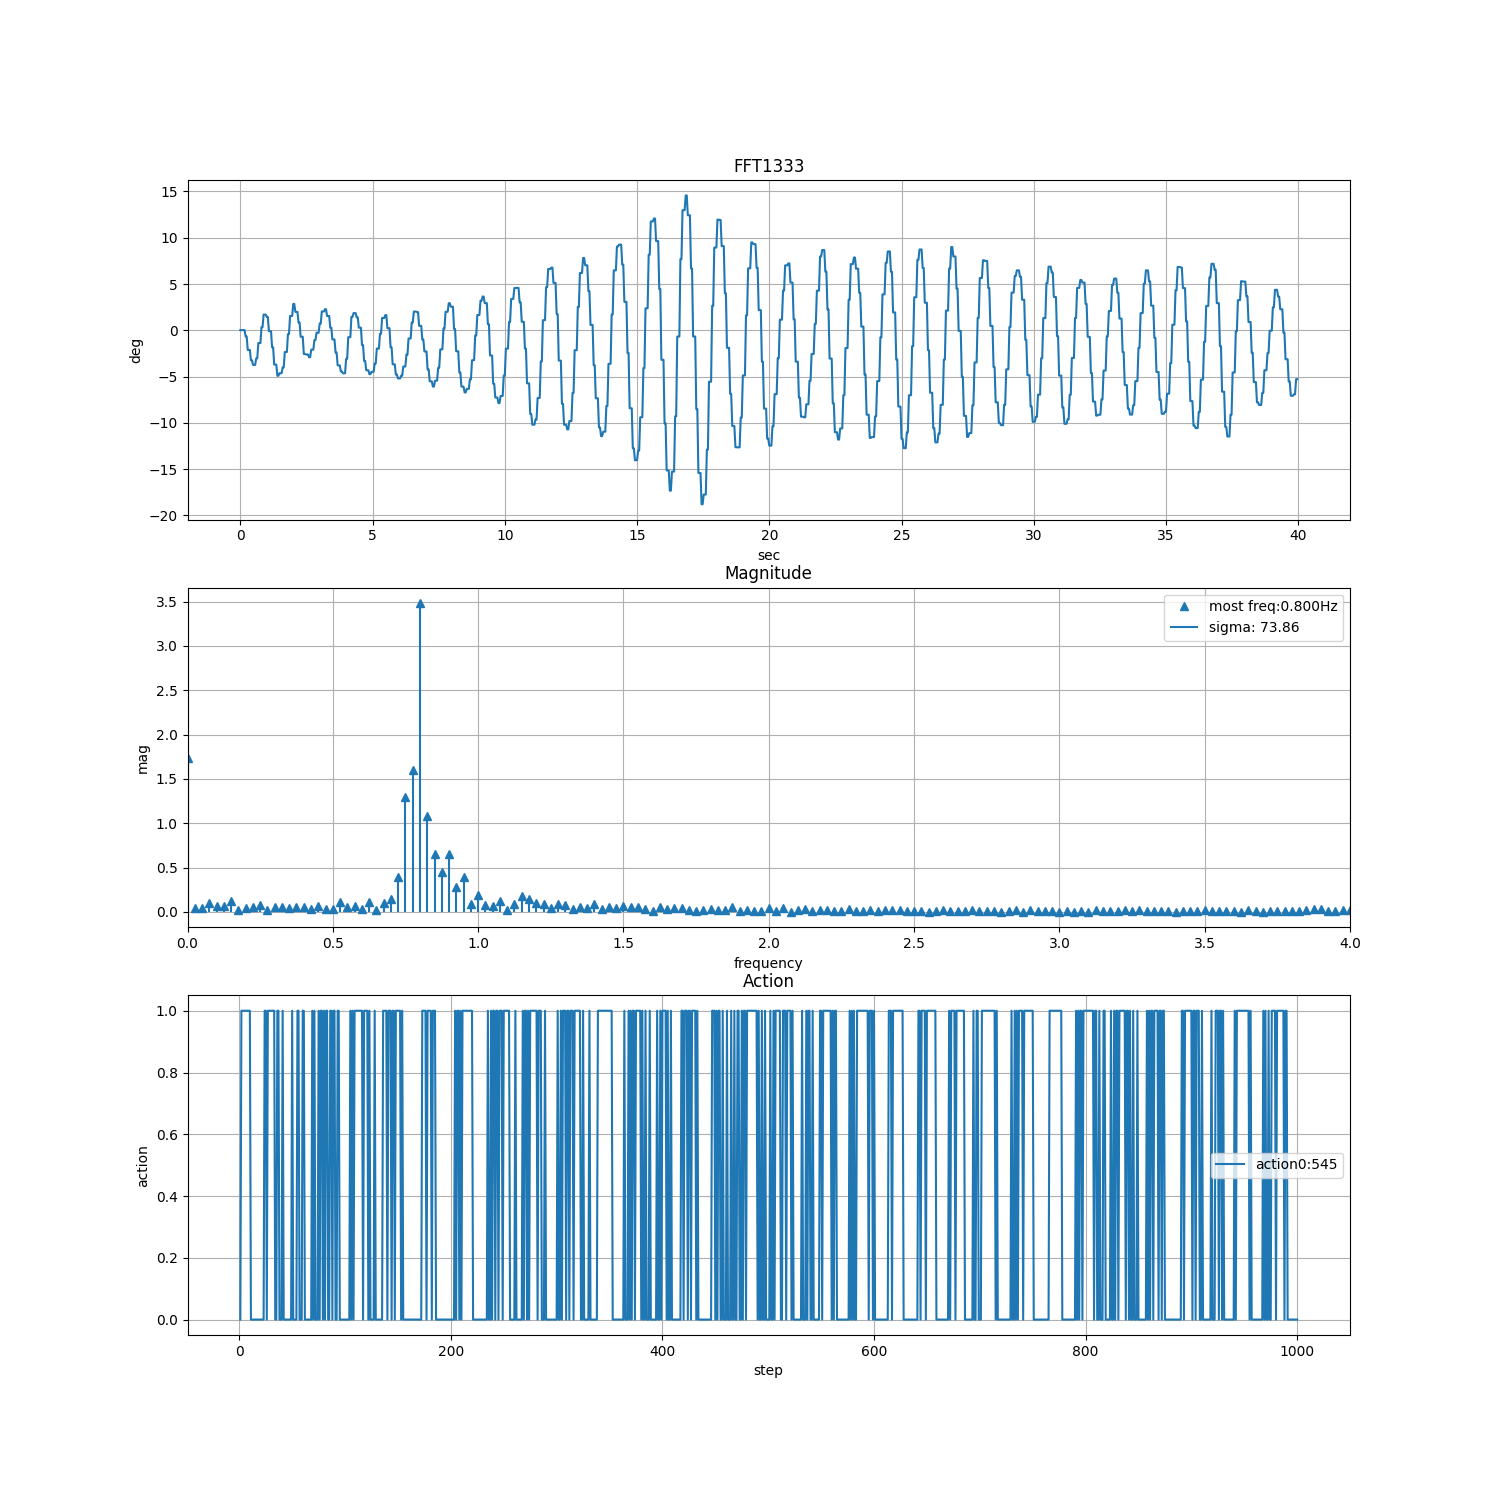 FFT1333
15
10
5
0
−5
−10
−15
−20
deg
0 5 10 15 20 25 30 35 40
sec
Magnitude
3.5
3.0
2.5
2.0
1.5
1.0
0.5
0.0
mag
most freq:0.800Hz
sigma: 73.86
0.0 0.5 1.0 1.5 2.0 2.5 3.0 3.5 4.0
frequency
Action
1.0
0.8
0.6
0.4
0.2
0.0
action
action0:545
0 200 400 600 800 1000
step